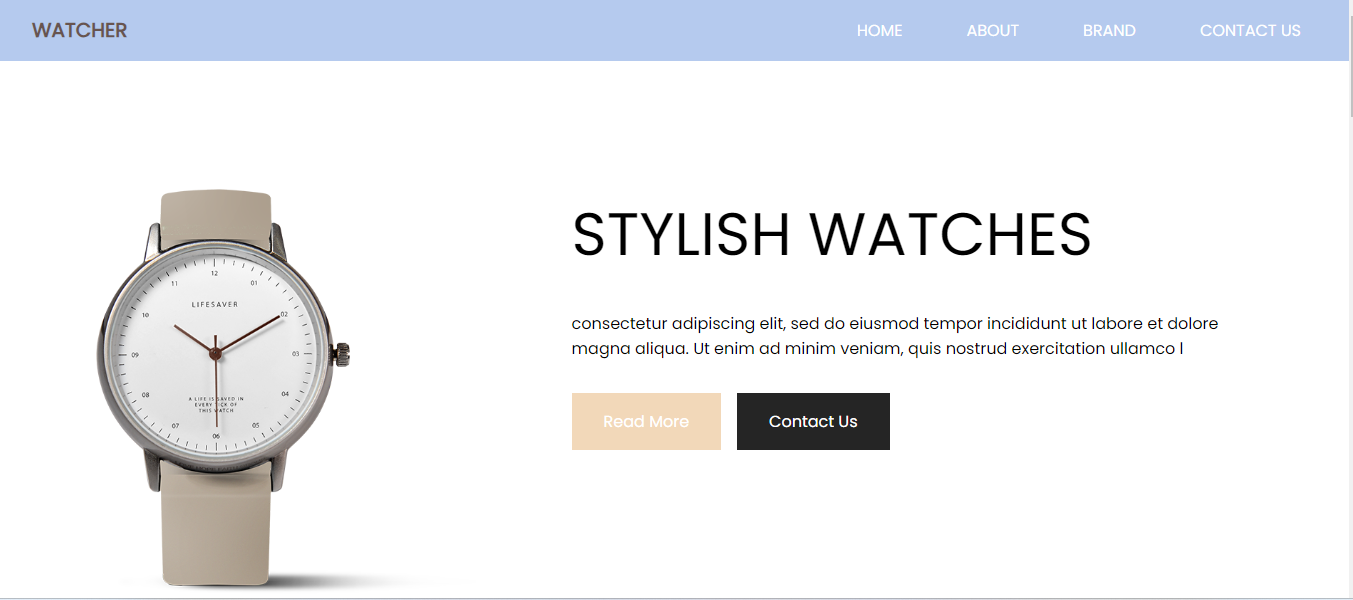 WATCHER
HOME ABOUT BRAND CONTACT US
STYLISH WATCHES
consectetur adipiscing elit, sed do eiusmod tempor incididunt ut labore et dolore
magna aliqua. Ut enim ad minim veniam, quis nostrud exercitation ullamco l
Read More Contact Us
12
11 01
LIFESAVER
10 02
09 03
08 04
A LIFE IS SAVED IN
EVERY TICK OF
THIS WATCH
07 05
06